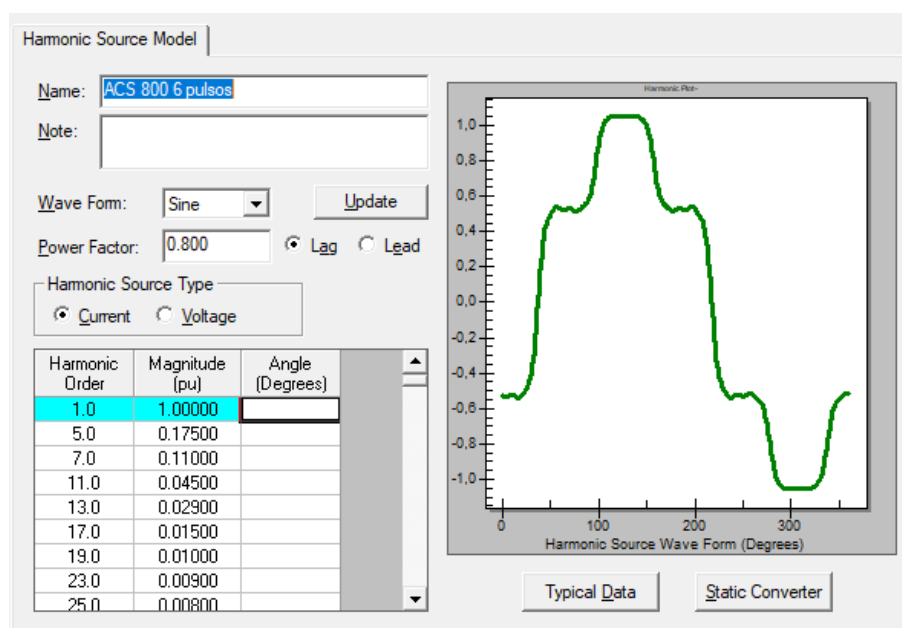 Harmonic Source Model
Name: ACS 800 6 pulsos
Note:
Wave Form: Sine Update
Power Factor: 0.800 Lag Lead
Harmonic Source Type
Current Voltage
Harmonic Order Magnitude (pu) Angle (Degrees)
1.0 1.00000
5.0 0.17500
7.0 0.11000
11.0 0.04500
13.0 0.02900
17.0 0.01500
19.0 0.01000
23.0 0.00900
25.0 0.00800
Harmonic Plot-
1,0
0,8
0,6
0,4
0,2
0,0
-0,2
-0,4
-0,6
-0,8
-1,0
0 100 200 300
Harmonic Source Wave Form (Degrees)
Typical Data Static Converter